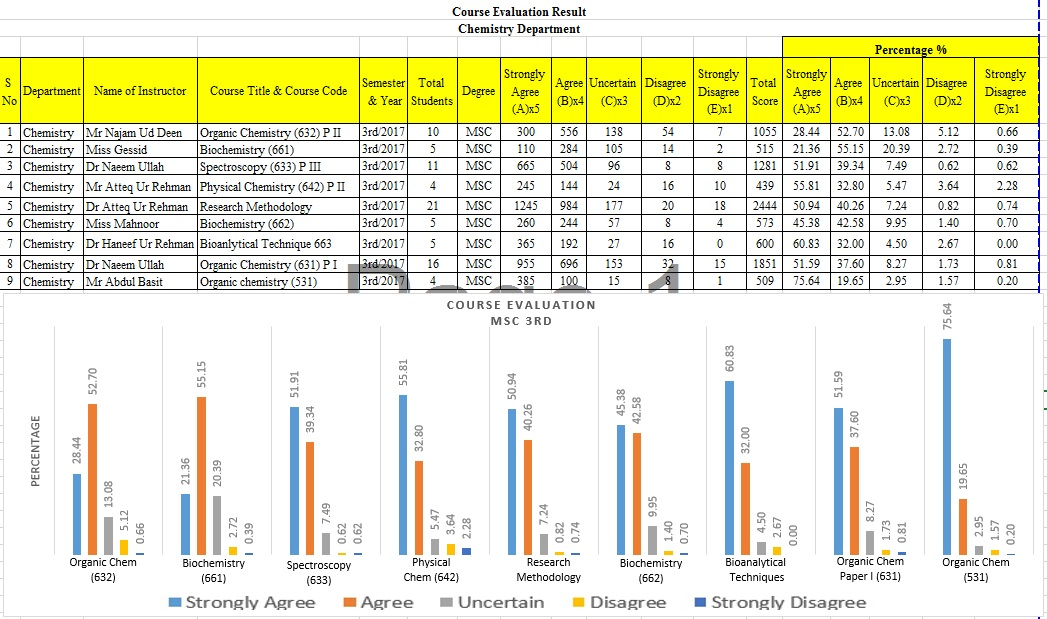 Course Evaluation Result
Chemistry Department
Percentage %
S No Department Name of Instructor Course Title & Course Code Semester & Year Total Students Degree Strongly Agree (A)x5 Agree (B)x4 Uncertain (C)x3 Disagree (D)x2 Strongly Disagree (E)x1 Total Score Strongly Agree (A)x5 Agree (B)x4 Uncertain (C)x3 Disagree (D)x2 Strongly Disagree (E)x1
1 Chemistry Mr Najam Ud Deen Organic Chemistry (632) P II 3rd/2017 10 MSC 300 556 138 54 7 1055 28.44 52.70 13.08 5.12 0.66
2 Chemistry Miss Gessid Biochemistry (661) 3rd/2017 5 MSC 110 284 105 14 2 515 21.36 55.15 20.39 2.72 0.39
3 Chemistry Dr Naeem Ullah Spectroscopy (633) P III 3rd/2017 11 MSC 665 504 96 8 8 1281 51.91 39.34 7.49 0.62 0.62
4 Chemistry Mr Atteq Ur Rehman Physical Chemistry (642) P II 3rd/2017 4 MSC 245 144 24 16 10 439 55.81 32.80 5.47 3.64 2.28
5 Chemistry Dr Atteq Ur Rehman Research Methodology 3rd/2017 21 MSC 1245 984 177 20 18 2444 50.94 40.26 7.24 0.82 0.74
6 Chemistry Miss Mahnoor Biochemistry (662) 3rd/2017 5 MSC 260 244 57 8 4 573 45.38 42.58 9.95 1.40 0.70
7 Chemistry Dr Haneef Ur Rehman Bioanlytical Technique 663 3rd/2017 5 MSC 365 192 27 16 0 600 60.83 32.00 4.50 2.67 0.00
8 Chemistry Dr Naeem Ullah Organic Chemistry (631) P I 3rd/2017 16 MSC 955 696 153 32 15 1851 51.59 37.60 8.27 1.73 0.81
9 Chemistry Mr Abdul Basit Organic chemistry (531) 3rd/2017 4 MSC 385 100 15 8 1 509 75.64 19.65 2.95 1.57 0.20
COURSE EVALUATION
MSC 3RD
PERCENTAGE
28.44 52.70 13.08 5.12 0.66
21.36 55.15 20.39 2.72 0.39
51.91 39.34 7.49 0.62 0.62
55.81 32.80 5.47 3.64 2.28
50.94 40.26 7.24 0.82 0.74
45.38 42.58 9.95 1.40 0.70
60.83 32.00 4.50 2.67 0.00
51.59 37.60 8.27 1.73 0.81
75.64 19.65 2.95 1.57 0.20
Organic Chem Biochemistry Spectroscopy Physical Research Biochemistry Bioanalytical Organic Chem Organic Chem
(632) (661) (633) Chem (642) Methodology (662) Techniques Paper I (631) (531)
Strongly Agree Agree Uncertain Disagree Strongly Disagree